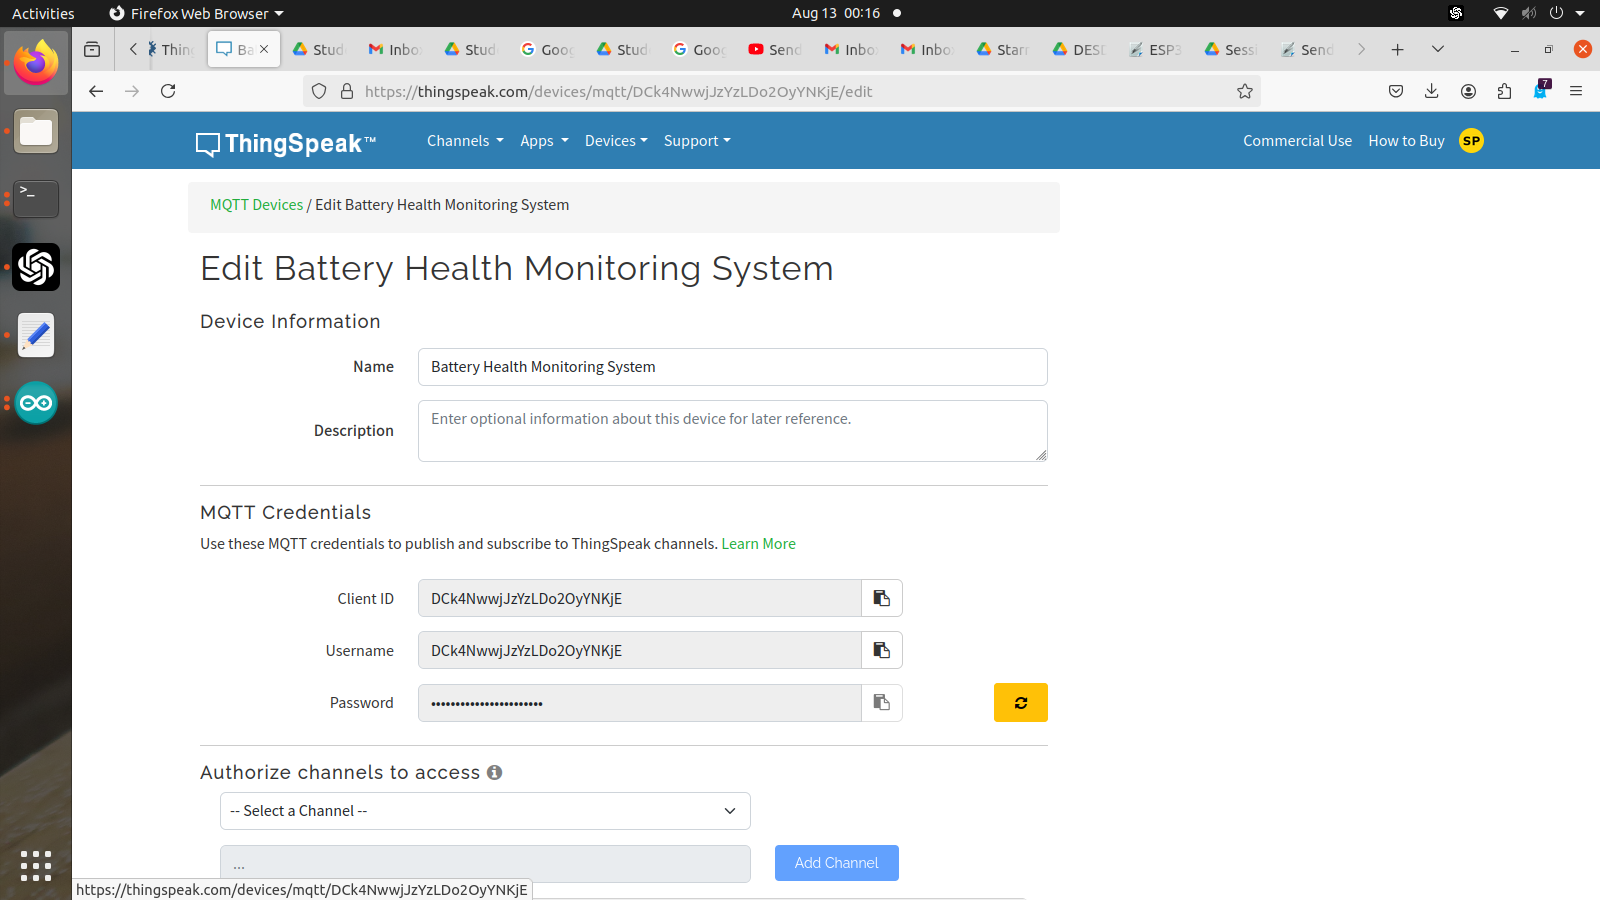 Activities
Firefox Web Browser
Aug 13 00:16
Thin
Ba
Stud
Inbo
Stud
Goog
Stud
Goog
Send
Inbo
Inbo
Starr
DESD
ESP3
Sessi
Send
https://thingspeak.com/devices/mqtt/DCk4NwwjJzYzLDo2OyYNKjE/edit
7
ThingSpeak™
Channels
Apps
Devices
Support
Commercial Use
How to Buy
SP
MQTT Devices / Edit Battery Health Monitoring System
Edit Battery Health Monitoring System
Device Information
Name
Battery Health Monitoring System
Description
Enter optional information about this device for later reference.
MQTT Credentials
Use these MQTT credentials to publish and subscribe to ThingSpeak channels. Learn More
Client ID
DCk4NwwjJzYzLDo2OyYNKjE
Username
DCk4NwwjJzYzLDo2OyYNKjE
Password
•••••••••••••••••••••••
Authorize channels to access
-- Select a Channel --
...
Add Channel
https://thingspeak.com/devices/mqtt/DCk4NwwjJzYzLDo2OyYNKjE